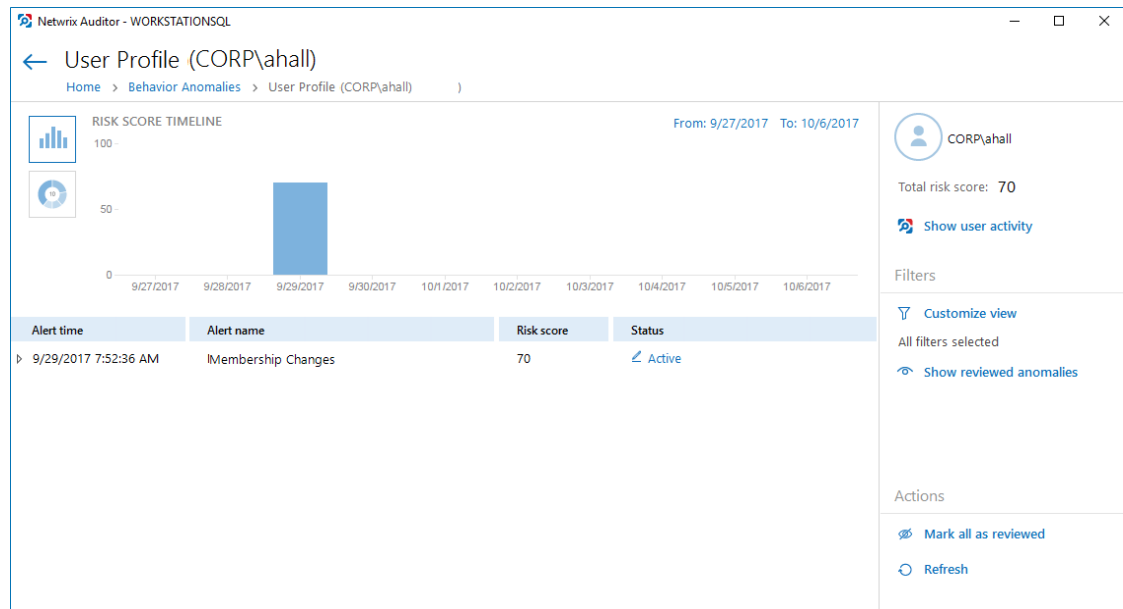 Netwrix Auditor - WORKSTATIONSQL
User Profile (CORP\ahall)
Home > Behavior Anomalies > User Profile (CORP\ahall) )
RISK SCORE TIMELINE
From: 9/27/2017 To: 10/6/2017
100
50
0
9/27/2017 9/28/2017 9/29/2017 9/30/2017 10/1/2017 10/2/2017 10/3/2017 10/4/2017 10/5/2017 10/6/2017
10
Alert time Alert name Risk score Status
9/29/2017 7:52:36 AM Membership Changes 70 Active
CORP\ahall
Total risk score: 70
Show user activity
Filters
Customize view
All filters selected
Show reviewed anomalies
Actions
Mark all as reviewed
Refresh